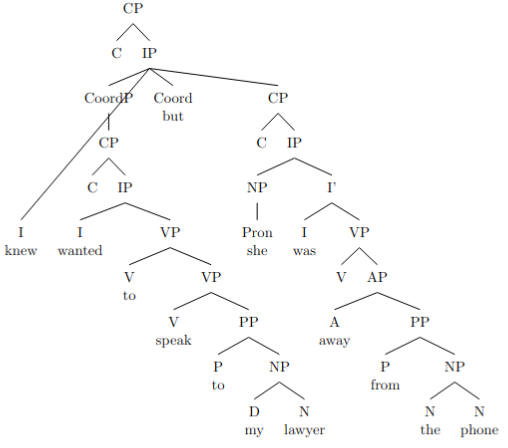 CP
C IP
CoordP Coord CP
but
CP C IP
C IP NP I'
I I VP Pron I VP
knew wanted she was
V VP V AP
to
V PP A PP
speak away
P NP P NP
to from
D N N N
my lawyer the phone